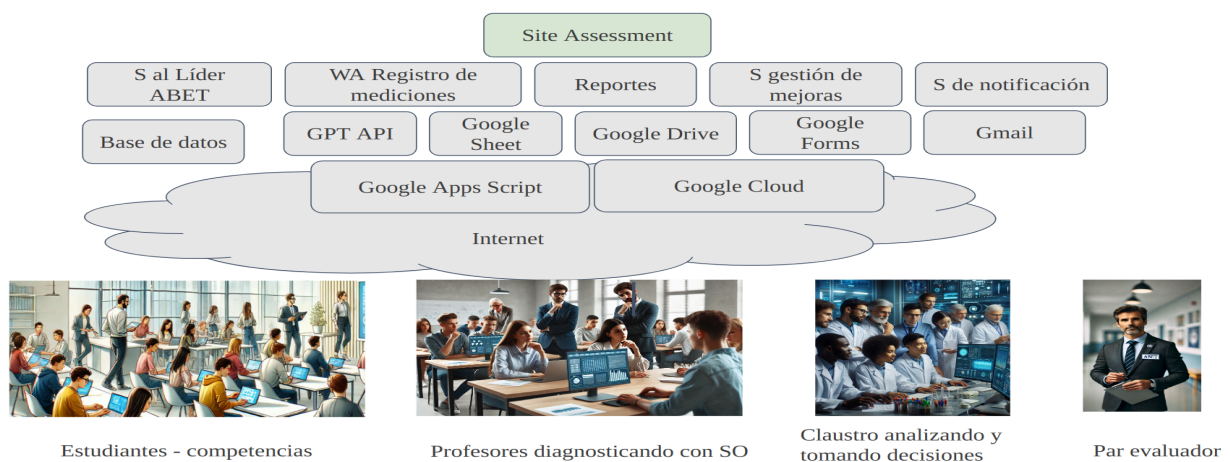 Site Assessment
S al Líder
ABET
WA Registro de
mediciones
Reportes
S gestión de
mejoras
S de notificación
Base de datos
GPT API
Google
Sheet
Google Drive
Google
Forms
Gmail
Google Apps Script
Google Cloud
Internet
Estudiantes - competencias
Profesores diagnosticando con SO
Claustro analizando y
tomando decisiones
Par evaluador